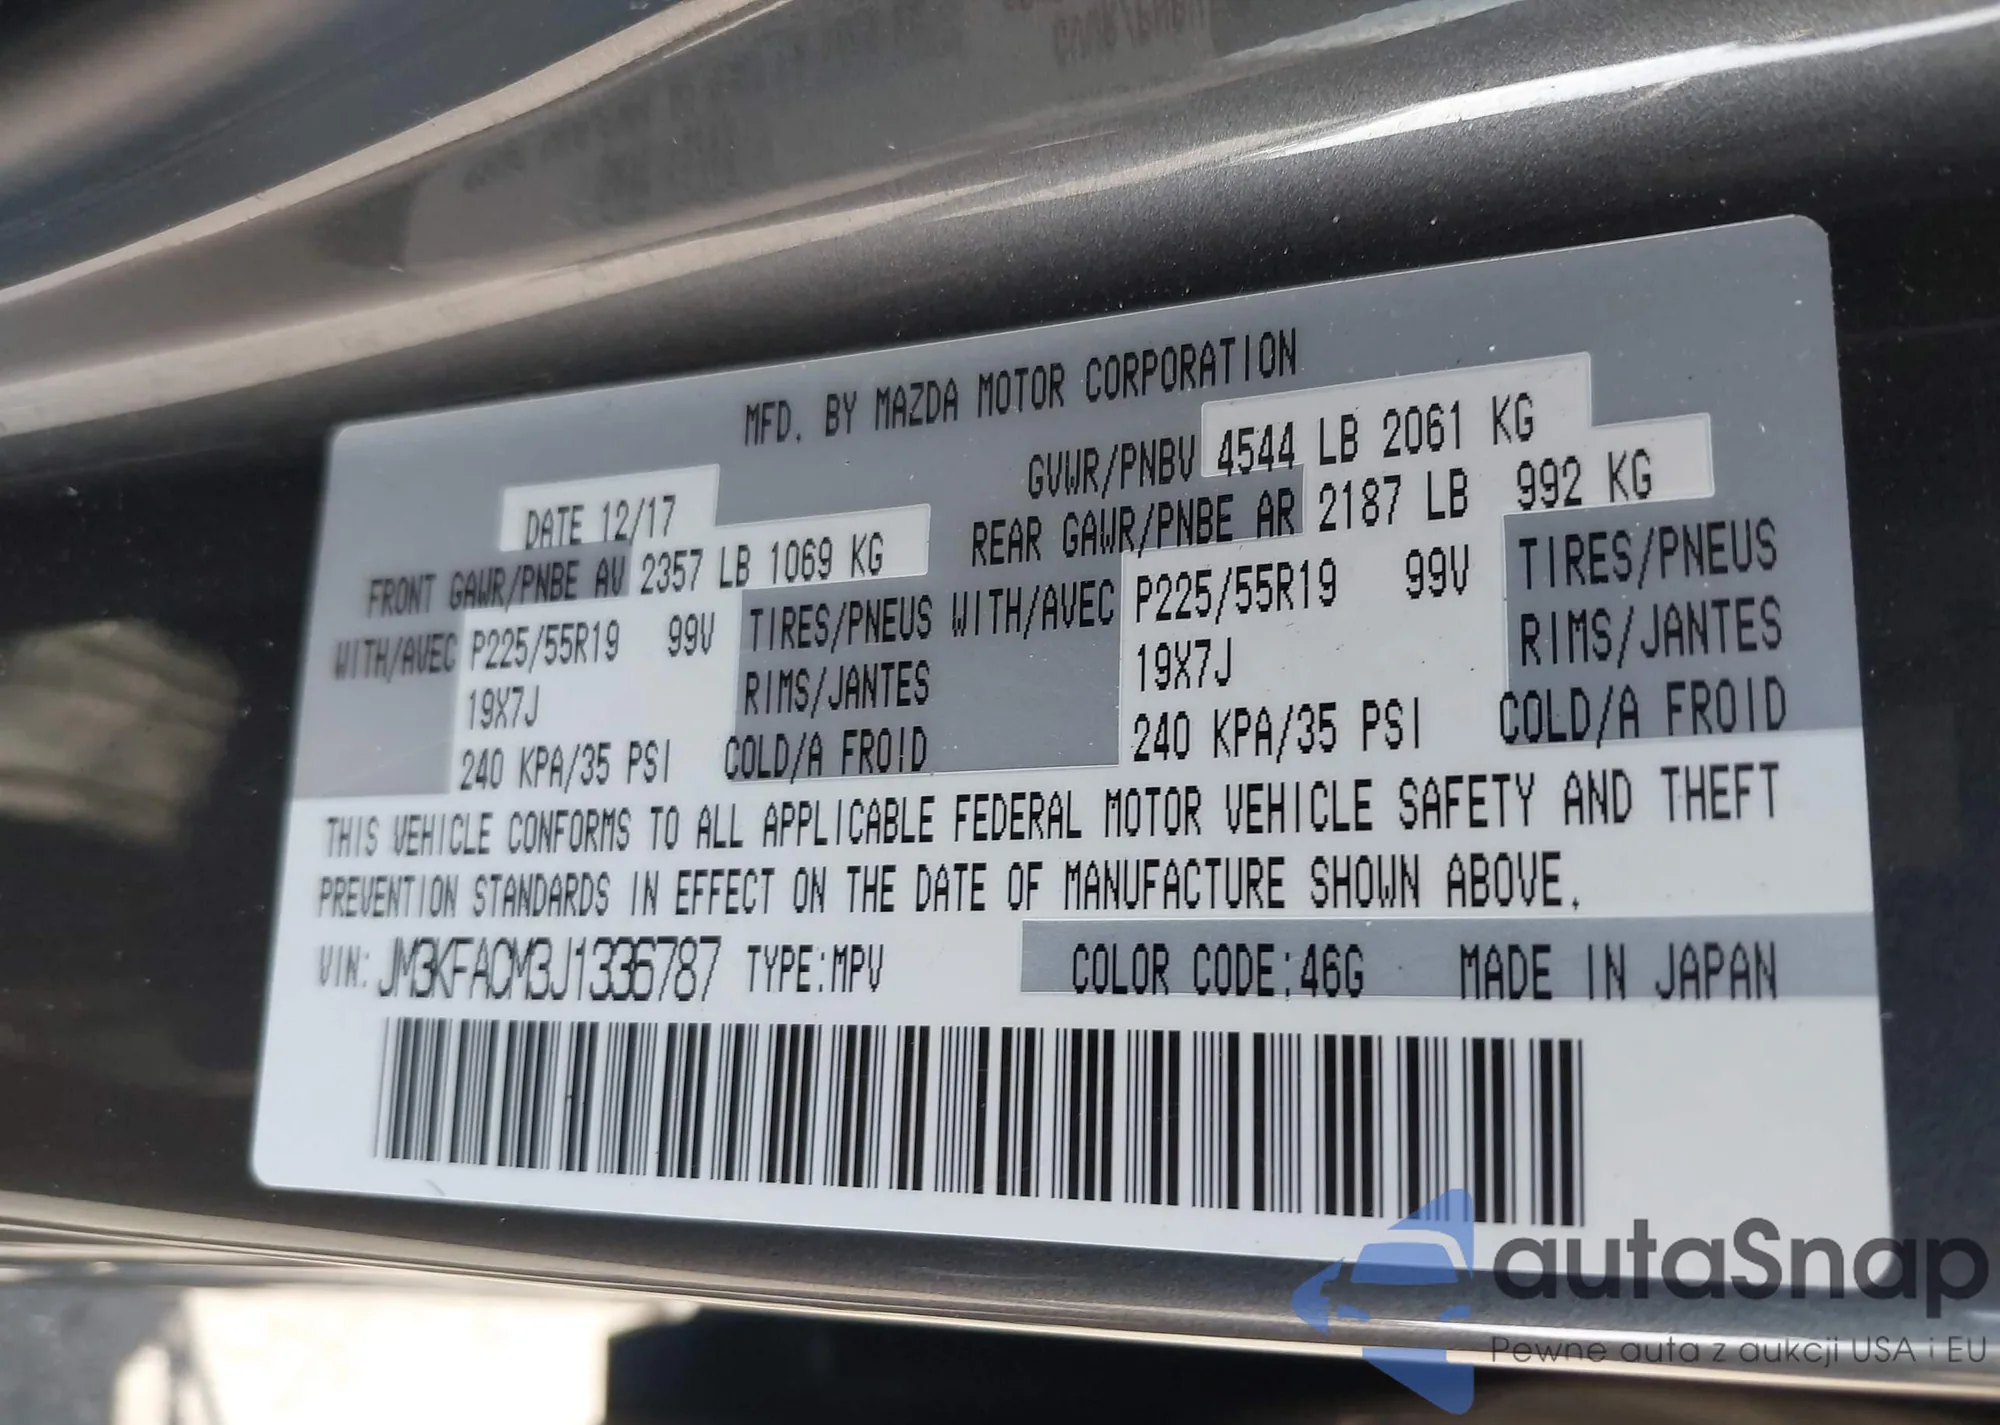 MFD. BY MAZDA MOTOR CORPORATION
DATE 12/17 GVWR/PNBV 4544 LB 2061 KG
FRONT GAWR/PNBE AV 2357 LB 1069 KG REAR GAWR/PNBE AR 2187 LB 992 KG
WITH/AVEC P225/55R19 99V TIRES/PNEUS WITH/AVEC P225/55R19 99V TIRES/PNEUS
19X7J RIMS/JANTES 19X7J RIMS/JANTES
240 KPA/35 PSI COLD/A FROID 240 KPA/35 PSI COLD/A FROID
THIS VEHICLE CONFORMS TO ALL APPLICABLE FEDERAL MOTOR VEHICLE SAFETY AND THEFT
PREVENTION STANDARDS IN EFFECT ON THE DATE OF MANUFACTURE SHOWN ABOVE.
VIN: JM3KFACM3J1336787 TYPE:MPV COLOR CODE:46G MADE IN JAPAN
autaSnap
Pewne auta z aukcji USA i EU